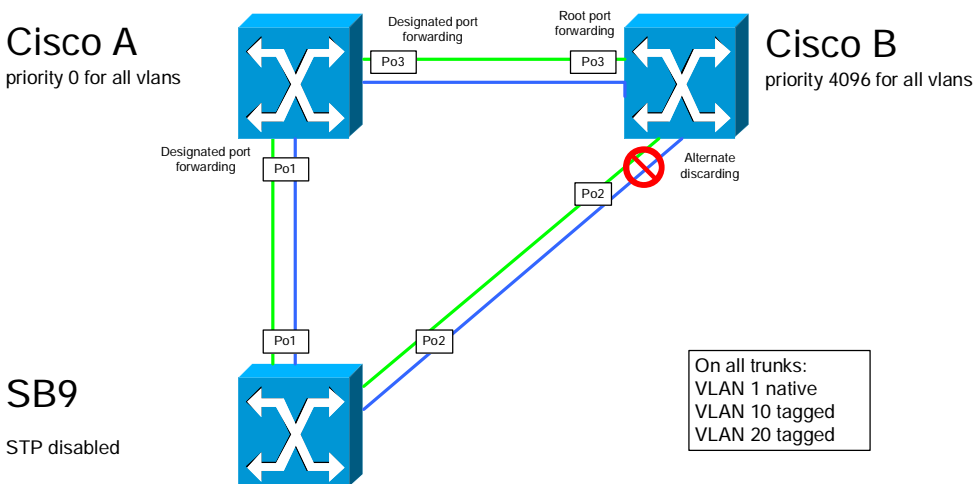 Cisco A
priority 0 for all vlans
Designated port
forwarding
Root port
forwarding
Cisco B
priority 4096 for all vlans
Po3
Po3
Designated port
forwarding
Po1
Alternate
discarding
Po2
Po1
Po2
SB9
STP disabled
On all trunks:
VLAN 1 native
VLAN 10 tagged
VLAN 20 tagged